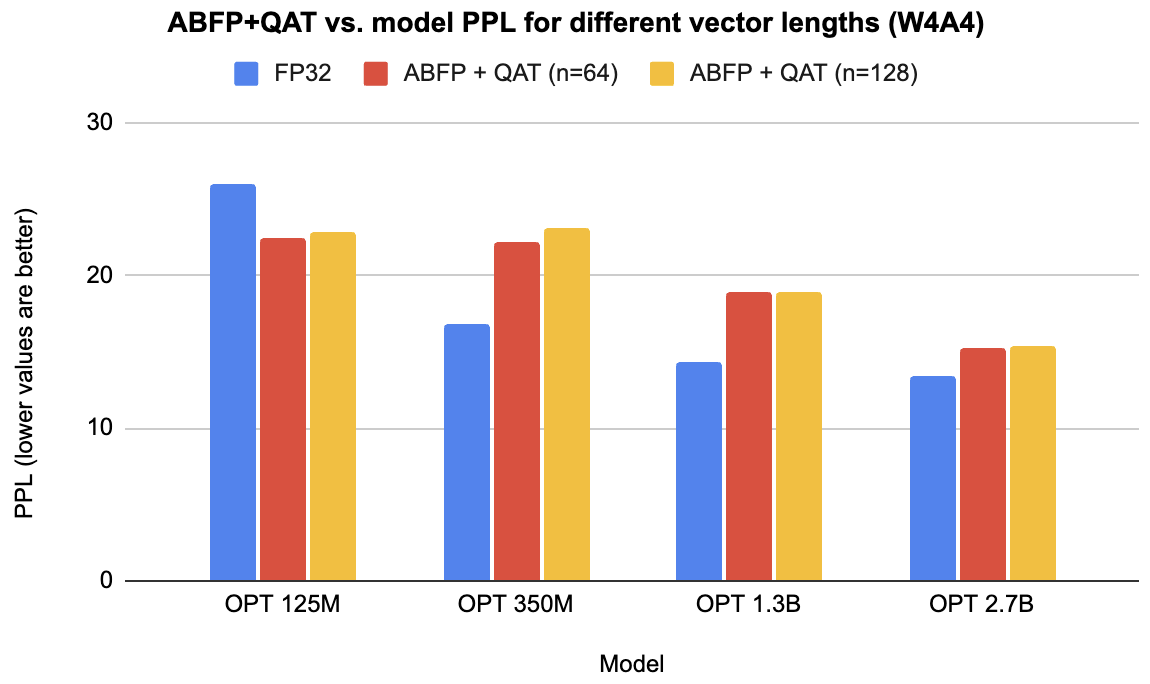 ABFP+QAT vs. model PPL for different vector lengths (W4A4)
FP32
ABFP + QAT (n=64)
ABFP + QAT (n=128)
PPL (lower values are better)
30
20
10
0
OPT 125M
OPT 350M
OPT 1.3B
OPT 2.7B
Model